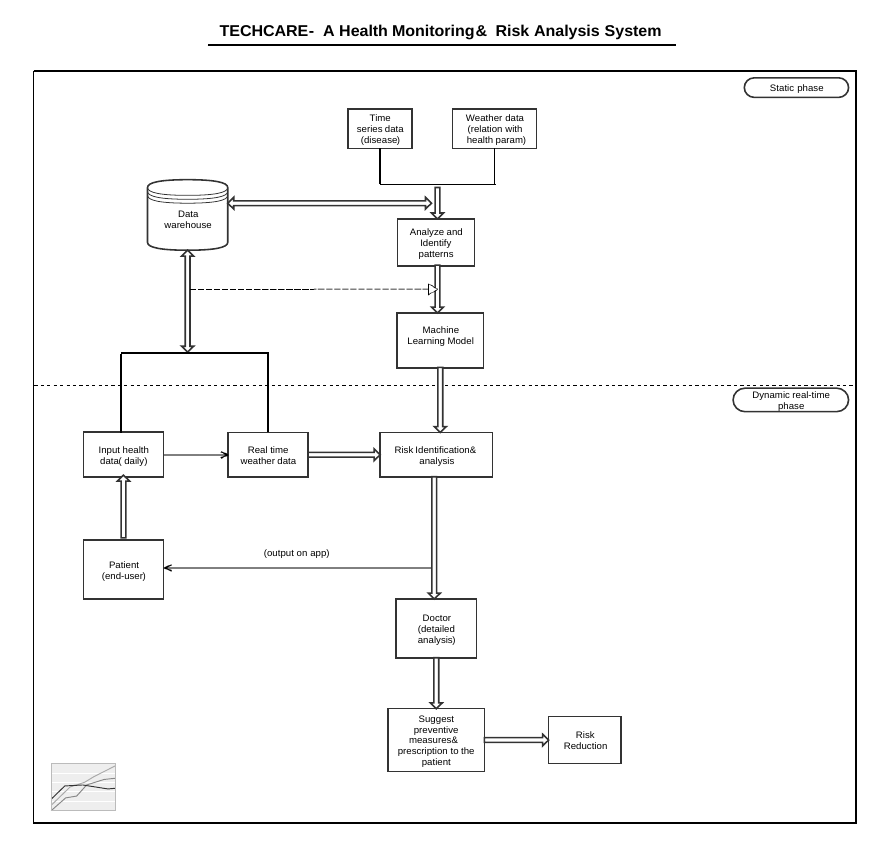 TECHCARE-  A Health Monitoring&  Risk Analysis System
Static phase
Time
series data
(disease)
Weather data
(relation with
health param)
Data
warehouse
Analyze and
Identify
patterns
Machine
Learning Model
Dynamic real-time
phase
Input health
data( daily)
Real time
weather data
Risk Identification&
analysis
(output on app)
Patient
(end-user)
Doctor
(detailed
analysis)
Suggest
preventive
measures&
prescription to the
patient
Risk
Reduction